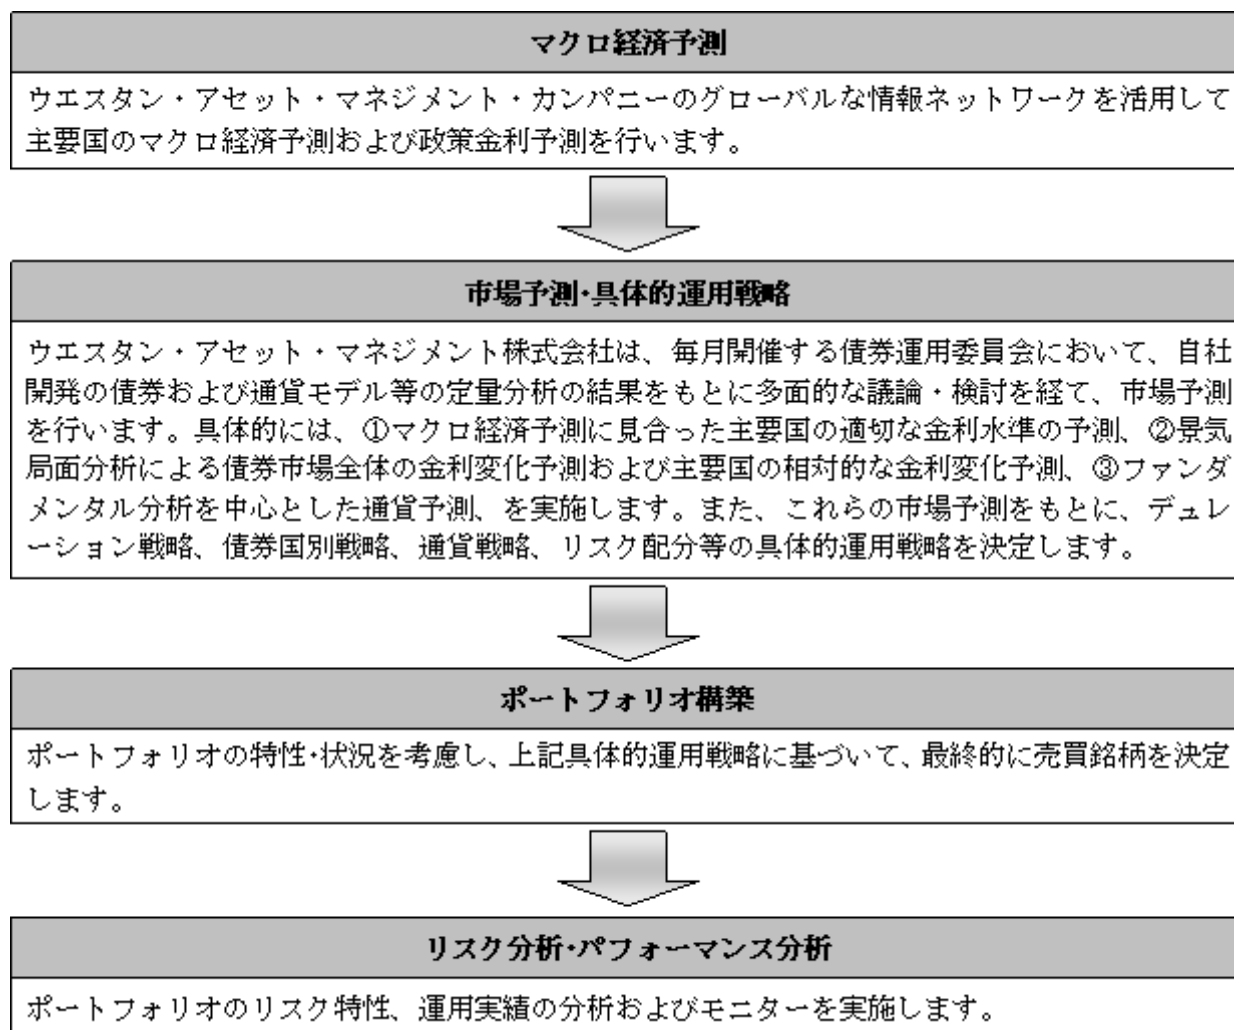 マクロ経済予測
ウエスタン・アセット・マネジメント・カンパニーのグローバルな情報ネットワークを活用して
主要国のマクロ経済予測および政策金利予測を行います。
市場予測・具体的運用戦略
ウエスタン・アセット・マネジメント株式会社は、毎月開催する債券運用委員会において、自社
開発の債券および通貨モデル等の定量分析の結果をもとに多面的な議論・検討を経て、市場予測
を行います。具体的には、①マクロ経済予測に見合った主要国の適切な金利水準の予測、②景気
局面分析による債券市場全体の金利変化予測および主要国の相対的な金利変化予測、③ファンダ
メンタル分析を中心とした通貨予測、を実施します。また、これらの市場予測をもとに、デュレ
ーション戦略、債券国別戦略、通貨戦略、リスク配分等の具体的運用戦略を決定します。
ポートフォリオ構築
ポートフォリオの特性・状況を考慮し、上記具体的運用戦略に基づいて、最終的に売買銘柄を決定
します。
リスク分析・パフォーマンス分析
ポートフォリオのリスク特性、運用実績の分析およびモニターを実施します。